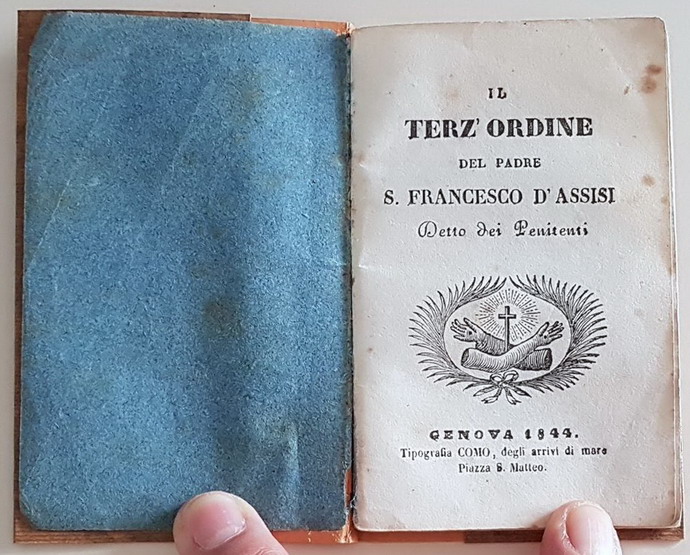 IL
TERZ' ORDINE
DEL PADRE
S. FRANCESCO D'ASSISI
Detto dei Penitenti
GENOVA 1844.
Tipografia COMO, degli arrivi di mare
Piazza S. Matteo.